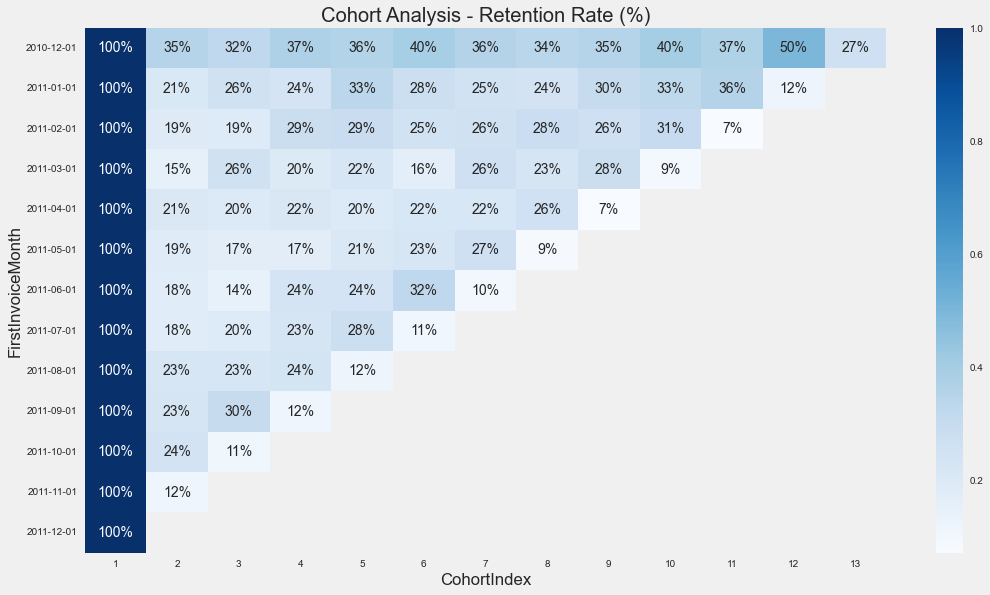 Cohort Analysis - Retention Rate (%)
FirstInvoiceMonth
2010-12-01 100% 35% 32% 37% 36% 40% 36% 34% 35% 40% 37% 50% 27%
2011-01-01 100% 21% 26% 24% 33% 28% 25% 24% 30% 33% 36% 12%
2011-02-01 100% 19% 19% 29% 29% 25% 26% 28% 26% 31% 7%
2011-03-01 100% 15% 26% 20% 22% 16% 26% 23% 28% 9%
2011-04-01 100% 21% 20% 22% 20% 22% 22% 26% 7%
2011-05-01 100% 19% 17% 17% 21% 23% 27% 9%
2011-06-01 100% 18% 14% 24% 24% 32% 10%
2011-07-01 100% 18% 20% 23% 28% 11%
2011-08-01 100% 23% 23% 24% 12%
2011-09-01 100% 23% 30% 12%
2011-10-01 100% 24% 11%
2011-11-01 100% 12%
2011-12-01 100%
1 2 3 4 5 6 7 8 9 10 11 12 13
CohortIndex
1.0
0.8
0.6
0.4
0.2